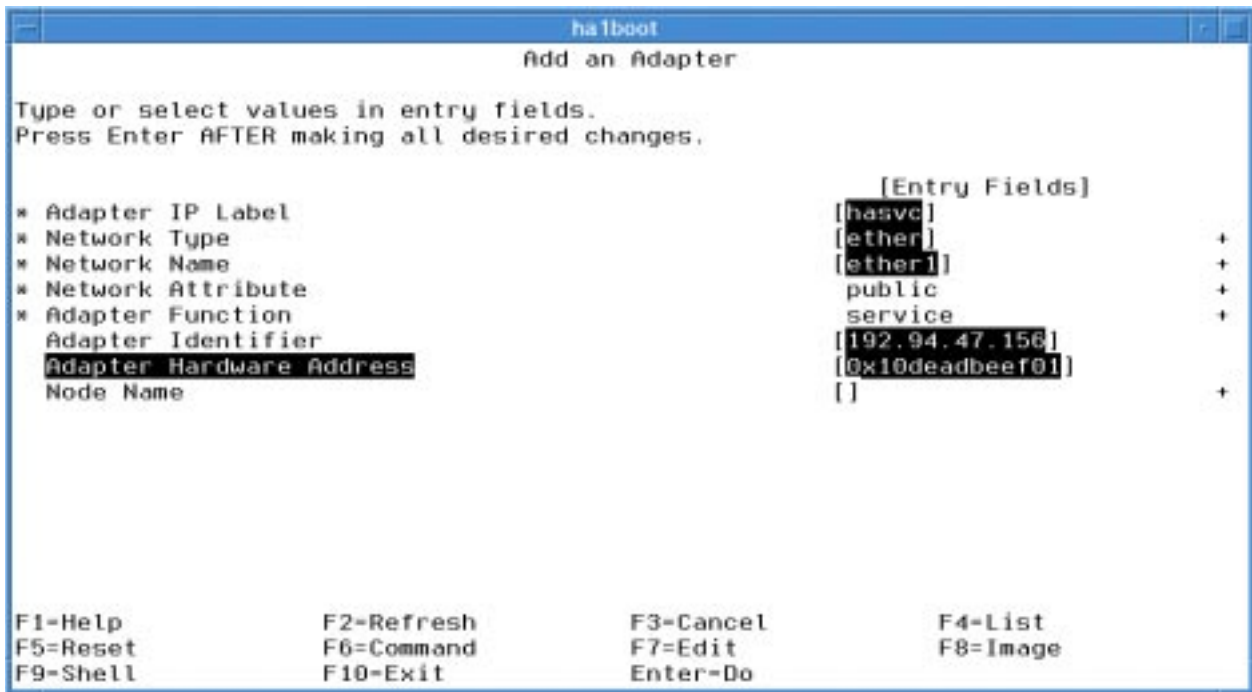 ha1boot
Add an Adapter
Type or select values in entry fields.
Press Enter AFTER making all desired changes.
[Entry Fields]
* Adapter IP Label [hasvc]
* Network Type [ether] +
* Network Name [ether1] +
* Network Attribute public +
* Adapter Function service +
Adapter Identifier [192.94.47.156]
Adapter Hardware Address [0x10deadbeef01]
Node Name [] +
F1=Help F2=Refresh F3=Cancel F4=List
F5=Reset F6=Command F7=Edit F8=Image
F9=Shell F10=Exit Enter=Do